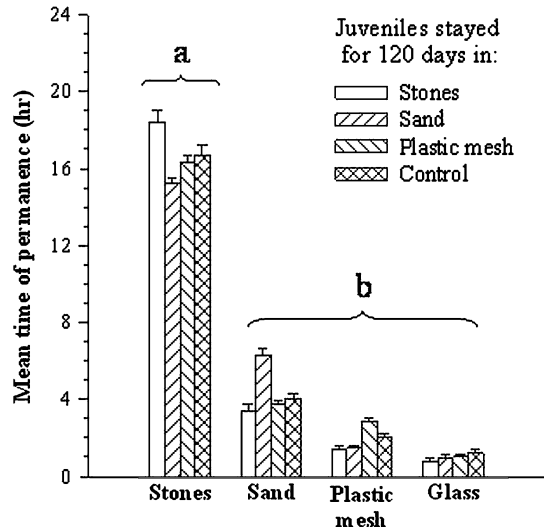 Juveniles stayed
for 120 days in:
Stones
Sand
Plastic mesh
Control
Mean time of permanence (hr)
24
20
16
12
8
4
0
a
b
Stones
Sand
Plastic
mesh
Glass